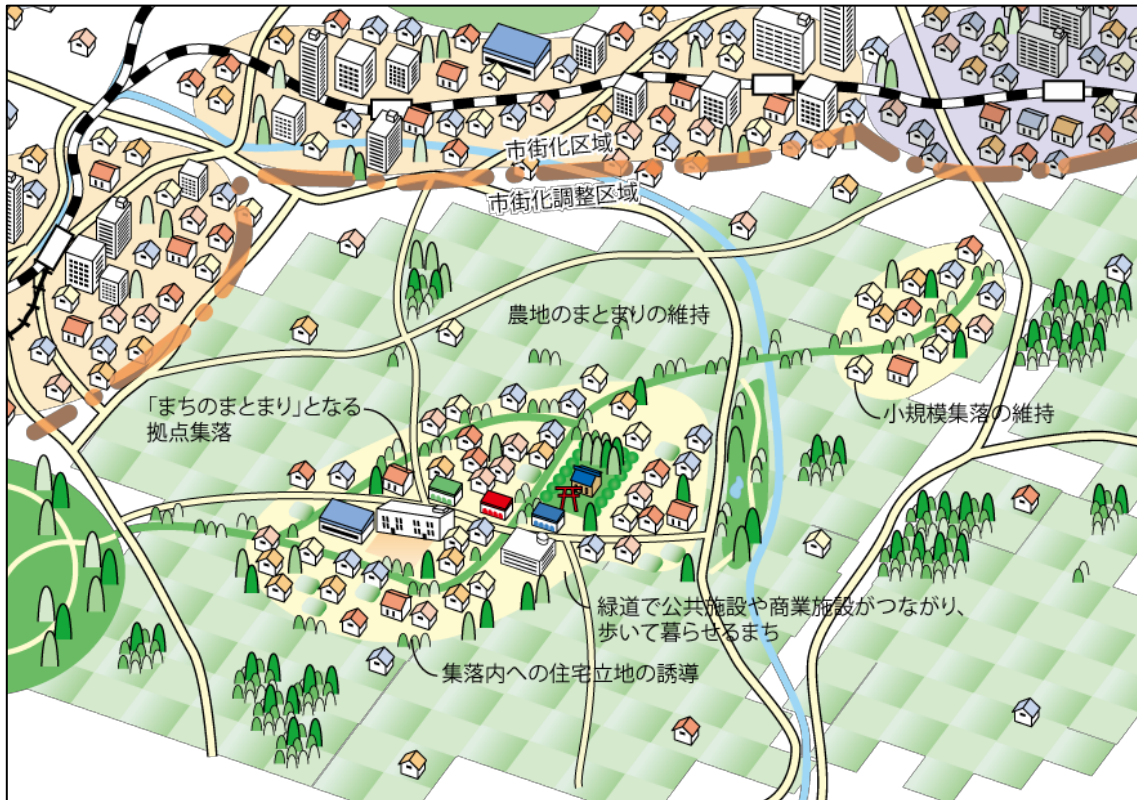 市街化区域
市街化調整区域
農地のまとまりの維持
「まちのまとまり」となる
拠点集落
小規模集落の維持
緑道で公共施設や商業施設がつながり、
歩いて暮らせるまち
集落内への住宅立地の誘導